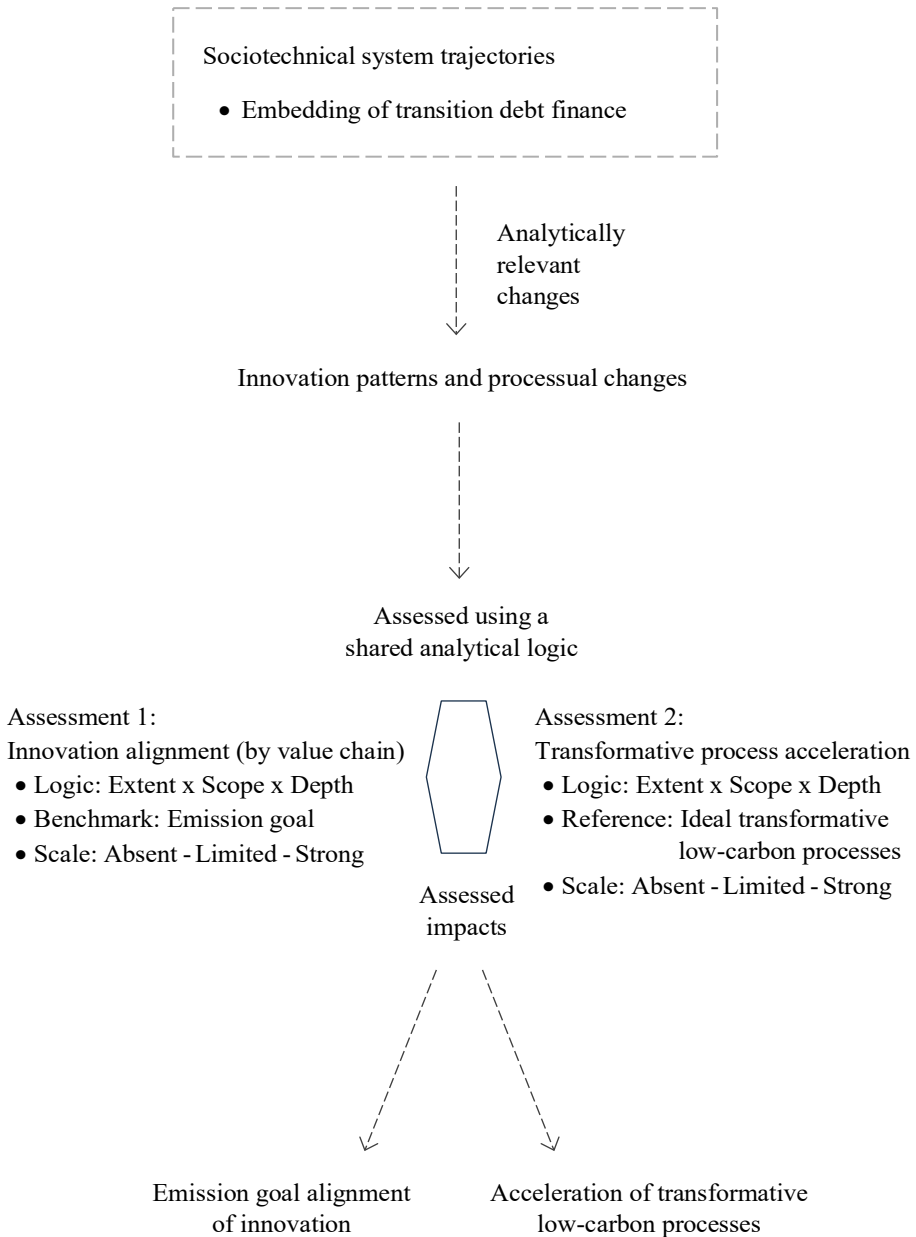 Sociotechnical system trajectories
• Embedding of transition debt finance
Analytically
relevant
changes
Innovation patterns and processual changes
Assessed using a
shared analytical logic
Assessment 1:
Innovation alignment (by value chain)
• Logic: Extent x Scope x Depth
• Benchmark: Emission goal
• Scale: Absent - Limited - Strong
Assessment 2:
Transformative process acceleration
• Logic: Extent x Scope x Depth
• Reference: Ideal transformative
low-carbon processes
• Scale: Absent - Limited - Strong
Assessed
impacts
Emission goal alignment
of innovation
Acceleration of transformative
low-carbon processes